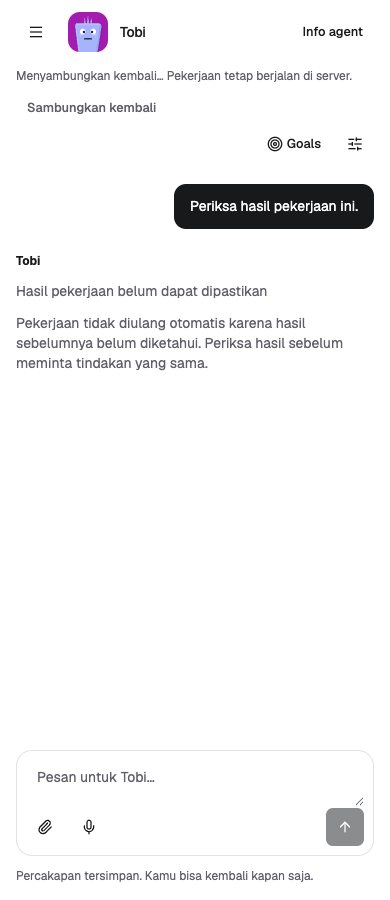 Tobi
Info agent
Menyambungkan kembali… Pekerjaan tetap berjalan di server.
Sambungkan kembali
Goals
Periksa hasil pekerjaan ini.
Tobi
Hasil pekerjaan belum dapat dipastikan
Pekerjaan tidak diulang otomatis karena hasil
sebelumnya belum diketahui. Periksa hasil sebelum
meminta tindakan yang sama.
Pesan untuk Tobi…
Percakapan tersimpan. Kamu bisa kembali kapan saja.